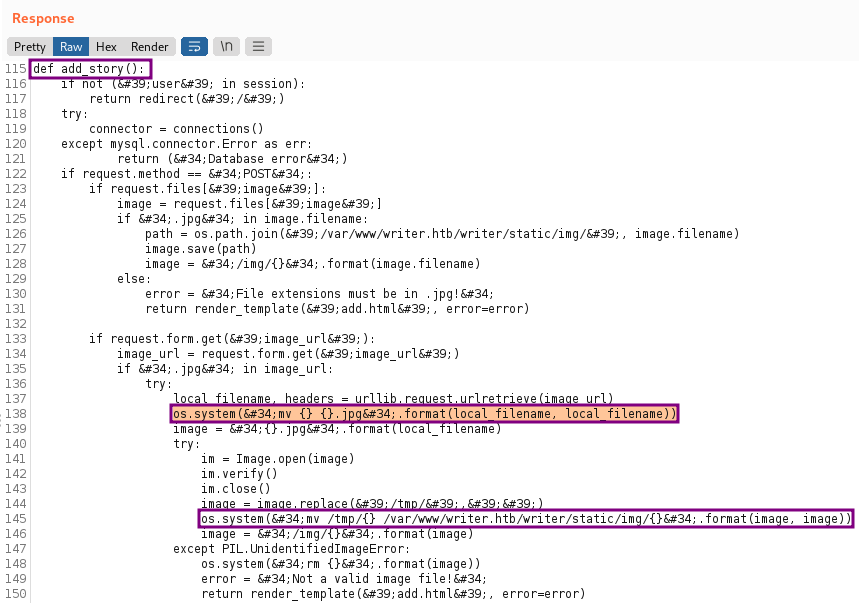 Response
Pretty Raw Hex Render \n
115 def add_story():
116     if not (&#39;user&#39; in session):
117         return redirect(&#39;/&#39;)
118     try:
119         connector = connections()
120     except mysql.connector.Error as err:
121             return (&#34;Database error&#34;)
122     if request.method == &#34;POST&#34;:
123         if request.files[&#39;image&#39;]:
124             image = request.files[&#39;image&#39;]
125             if &#34;.jpg&#34; in image.filename:
126                 path = os.path.join(&#39;/var/www/writer.htb/writer/static/img/&#39;, image.filename)
127                 image.save(path)
128                 image = &#34;/img/{}&#34;.format(image.filename)
129             else:
130                 error = &#34;File extensions must be in .jpg!&#34;
131                 return render_template(&#39;add.html&#39;, error=error)
132
133         if request.form.get(&#39;image_url&#39;):
134             image_url = request.form.get(&#39;image_url&#39;)
135             if &#34;.jpg&#34; in image_url:
136                 try:
137                     local_filename, headers = urllib.request.urlretrieve(image_url)
138                     os.system(&#34;mv {} {}.jpg&#34;.format(local_filename, local_filename))
139                     image = &#34;{}.jpg&#34;.format(local_filename)
140                     try:
141                         im = Image.open(image)
142                         im.verify()
143                         im.close()
144                         image = image.replace(&#39;/tmp/&#39;,&#39;&#39;)
145                         os.system(&#34;mv /tmp/{} /var/www/writer.htb/writer/static/img/{}&#34;.format(image, image))
146                         image = &#34;/img/{}&#34;.format(image)
147                     except PIL.UnidentifiedImageError:
148                         os.system(&#34;rm {}&#34;.format(image))
149                         error = &#34;Not a valid image file!&#34;
150                         return render_template(&#39;add.html&#39;, error=error)